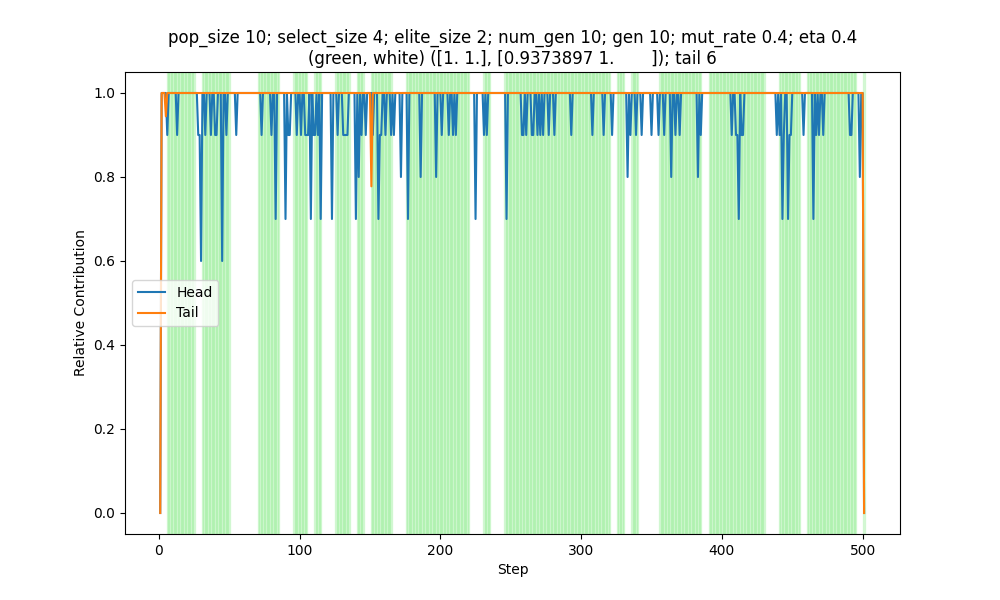 pop_size 10; select_size 4; elite_size 2; num_gen 10; gen 10; mut_rate 0.4; eta 0.4
(green, white) ([1. 1.], [0.9373897 1.        ]); tail 6
1.0
0.8
0.6
0.4
0.2
0.0
Relative Contribution
Head
Tail
0
100
200
300
400
500
Step